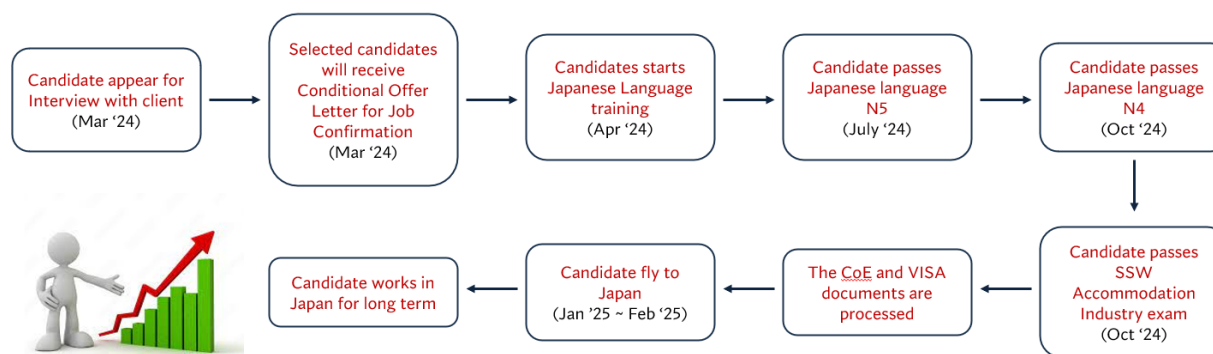 Candidate appear for
Interview with client
(Mar ‘24)
Selected candidates
will receive
Conditional Offer
Letter for Job
Confirmation
(Mar ‘24)
Candidates starts
Japanese Language
training
(Apr ‘24)
Candidate passes
Japanese language
N5
(July ‘24)
Candidate passes
Japanese language
N4
(Oct ‘24)
Candidate passes
SSW
Accommodation
Industry exam
(Oct ‘24)
The CoE and VISA
documents are
processed
Candidate fly to
Japan
(Jan ’25 ~ Feb ‘25)
Candidate works in
Japan for long term